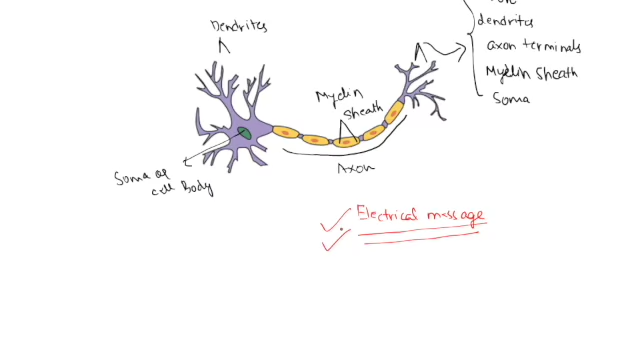 Dendrites
dendrites
axon terminals
Myelin Sheath
Soma
Myelin
Sheath
Soma or
cell Body
Axon
Electrical message